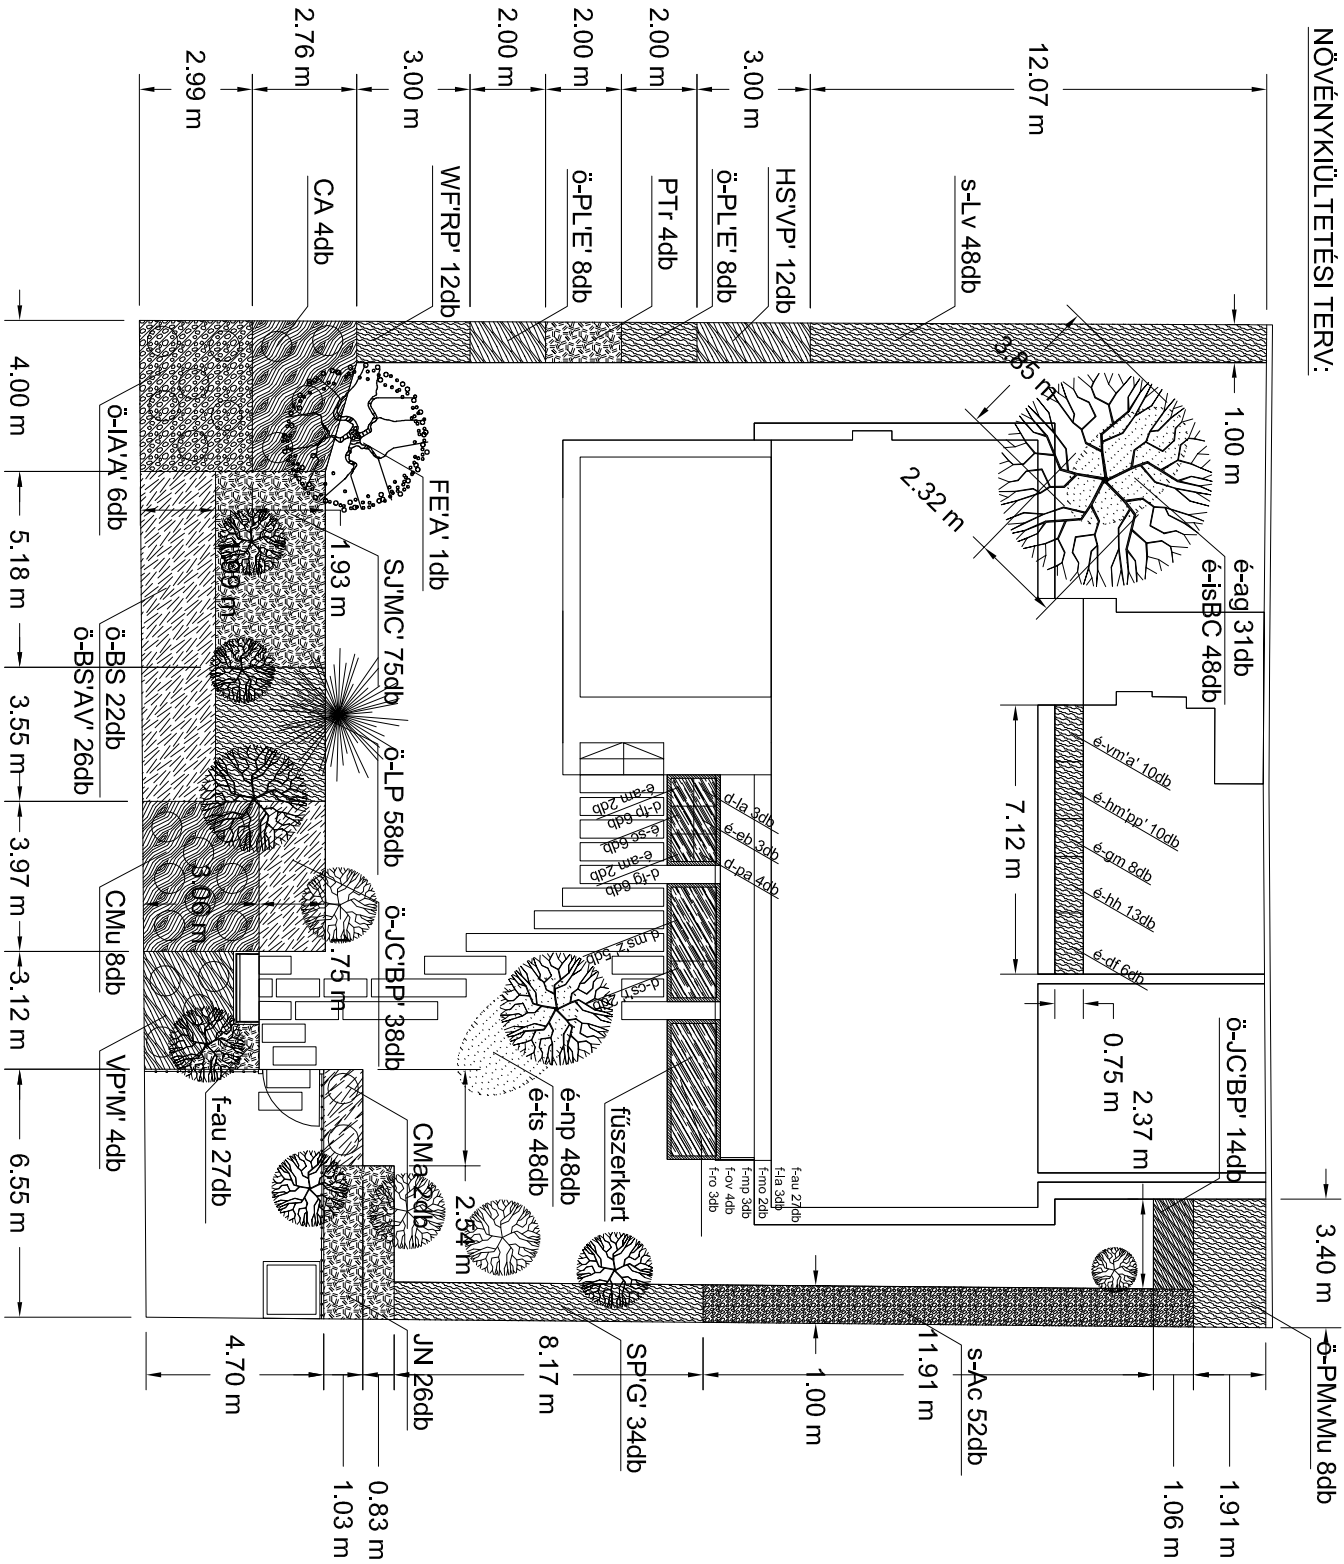 NÖVÉNYKIÜLTETÉSI TERV:
12.07 m
3.00 m
2.00 m
2.00 m
2.00 m
3.00 m
2.76 m
2.99 m
s-Lv 48db
HS'VP' 12db
ö-PL'E' 8db
PTr 4db
ö-PL'E' 8db
WF'RP' 12db
CA 4db
3.85 m
1.00 m
2.32 m
é-ag 31db
é-isBC 48db
FE'A' 1db
ö-IA'A' 6db
1.93 m
SJ'MC' 75db
ö-BS 22db
ö-BS'AV' 26db
ö-LP 58db
ö-JC'BP' 38db
3.06 m
CMu 8db
VP'M' 4db
f-au 27db
4.00 m
5.18 m
3.55 m
3.97 m
3.12 m
6.55 m
7.12 m
é-vm'a' 10db
é-hm'pp' 10db
é-gm 8db
é-hh 13db
é-df 6db
0.75 m
d-la 3db
é-eb 3db
d-pa 4db
é-am 2db
d-fp 6db
é-sc 6db
é-am 2db
d-fg 6db
é-np 48db
é-ts 48db
fűszerkert
f-au 27db
f-la 3db
f-mo 2db
f-mp 3db
f-ov 4db
f-ro 3db
CMa 2db
2.54 m
2.37 m
ö-JC'BP' 14db
3.40 m
ö-PMvMu 8db
1.91 m
1.06 m
s-Ac 52db
11.91 m
1.00 m
SP'G' 34db
8.17 m
JN 26db
0.83 m
1.03 m
4.70 m